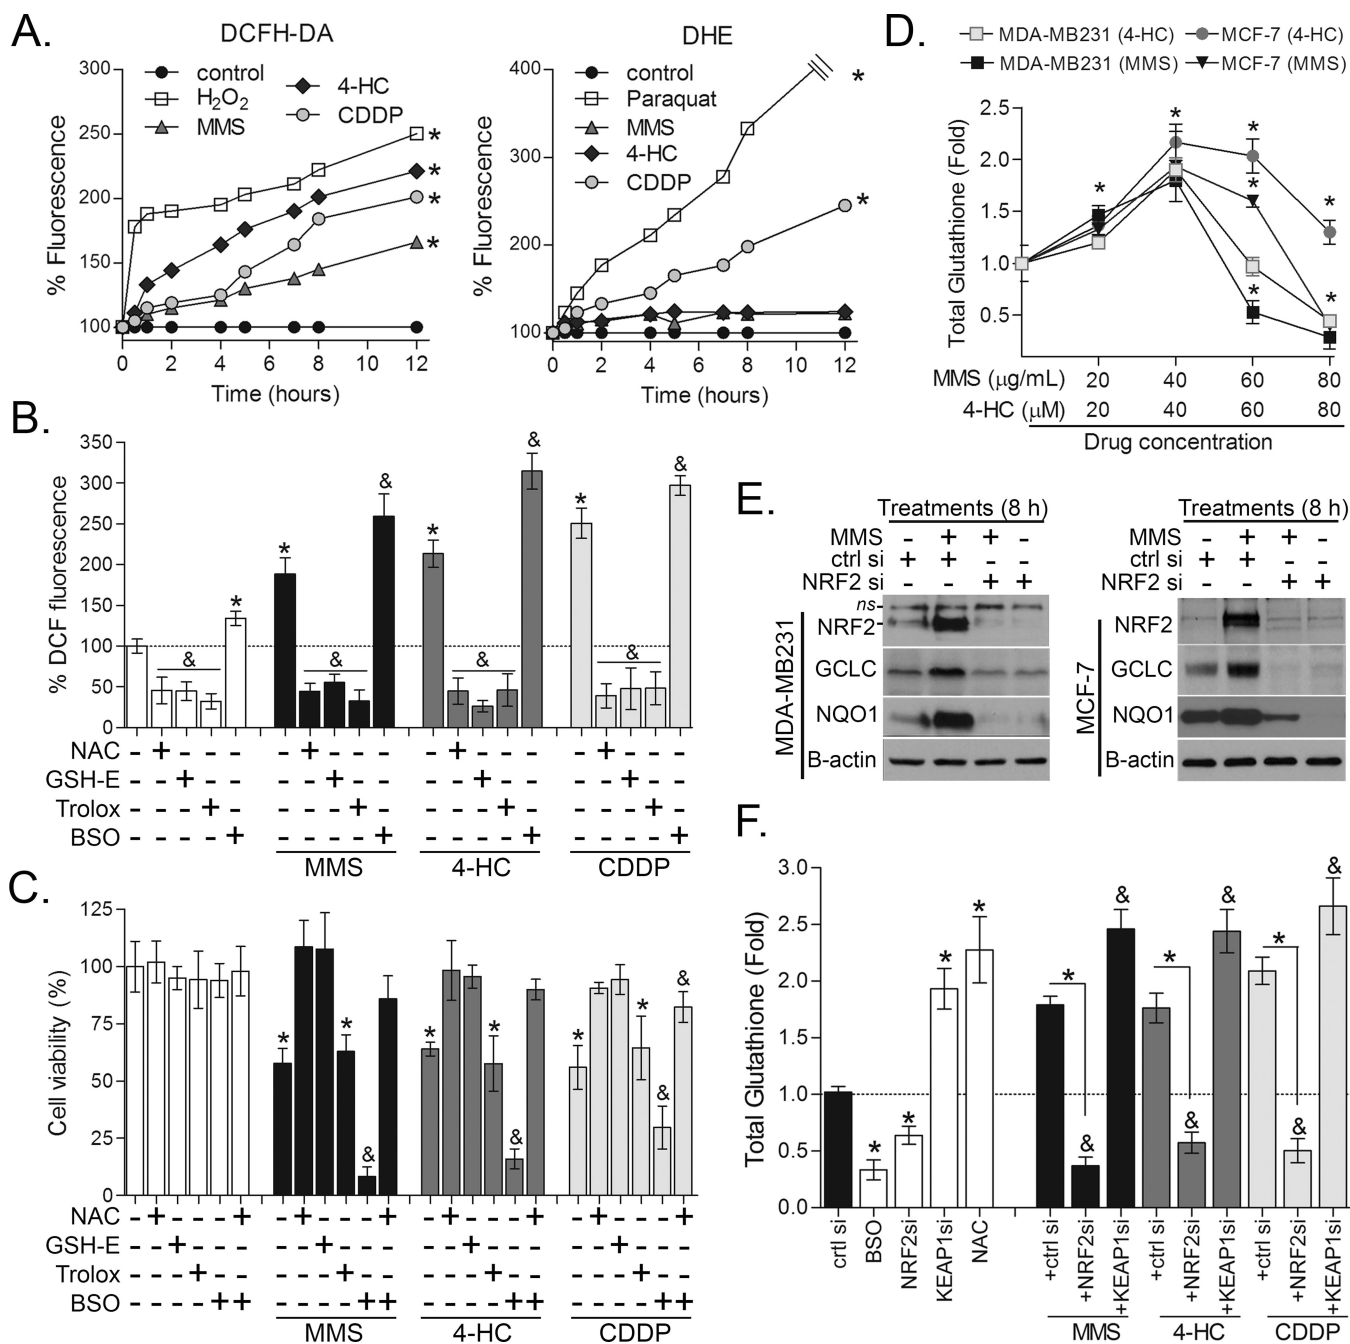 A.
DCFH-DA
% Fluorescence
300
250
200
150
100
control
H2O2
MMS
4-HC
CDDP
*
*
*
*
0 2 4 6 8 10 12
Time (hours)
DHE
% Fluorescence
400
300
200
100
control
Paraquat
MMS
4-HC
CDDP
*
*
0 2 4 6 8 10 12
Time (hours)
B.
% DCF fluorescence
350
300
250
200
150
100
50
0
& * * & & * & & * & &
NAC - + - - - - + - - - - + - - - - + - - -
GSH-E - - + - - - - + - - - - + - - - - + - -
Trolox - - - + - - - - + - - - - + - - - - + -
BSO - - - - + - - - - + - - - - + - - - - +
MMS 4-HC CDDP
C.
Cell viability (%)
125
100
75
50
25
0
* * & * * & * * & &
NAC - + - - - + - + - - - + - + - - - + - + - - - +
GSH-E - - + - - - - - + - - - - - + - - - - - + - - -
Trolox - - - + - - - - - + - - - - - + - - - - - + - -
BSO - - - - + + - - - - + + - - - - + + - - - - + +
MMS 4-HC CDDP
D.
MDA-MB231 (4-HC) MCF-7 (4-HC)
MDA-MB231 (MMS) MCF-7 (MMS)
Total Glutathione (Fold)
2.5
2.0
1.5
1.0
0.5
* * * * * * *
MMS (μg/mL) 20 40 60 80
4-HC (μM) 20 40 60 80
Drug concentration
E.
Treatments (8 h)
MMS - + + -
ctrl si + + - -
NRF2 si - - + +
MDA-MB231
ns
NRF2
GCLC
NQO1
B-actin
Treatments (8 h)
MMS - + + -
ctrl si + + - -
NRF2 si - - + +
MCF-7
NRF2
GCLC
NQO1
B-actin
F.
Total Glutathione (Fold)
3.0
2.5
2.0
1.5
1.0
0.5
0.0
* * * * * & & * & & * & &
crtl si
BSO
NRF2si
KEAP1si
NAC
+ctrl si
+NRF2si
+KEAP1si
+ctrl si
+NRF2si
+KEAP1si
+ctrl si
+NRF2si
+KEAP1si
MMS 4-HC CDDP